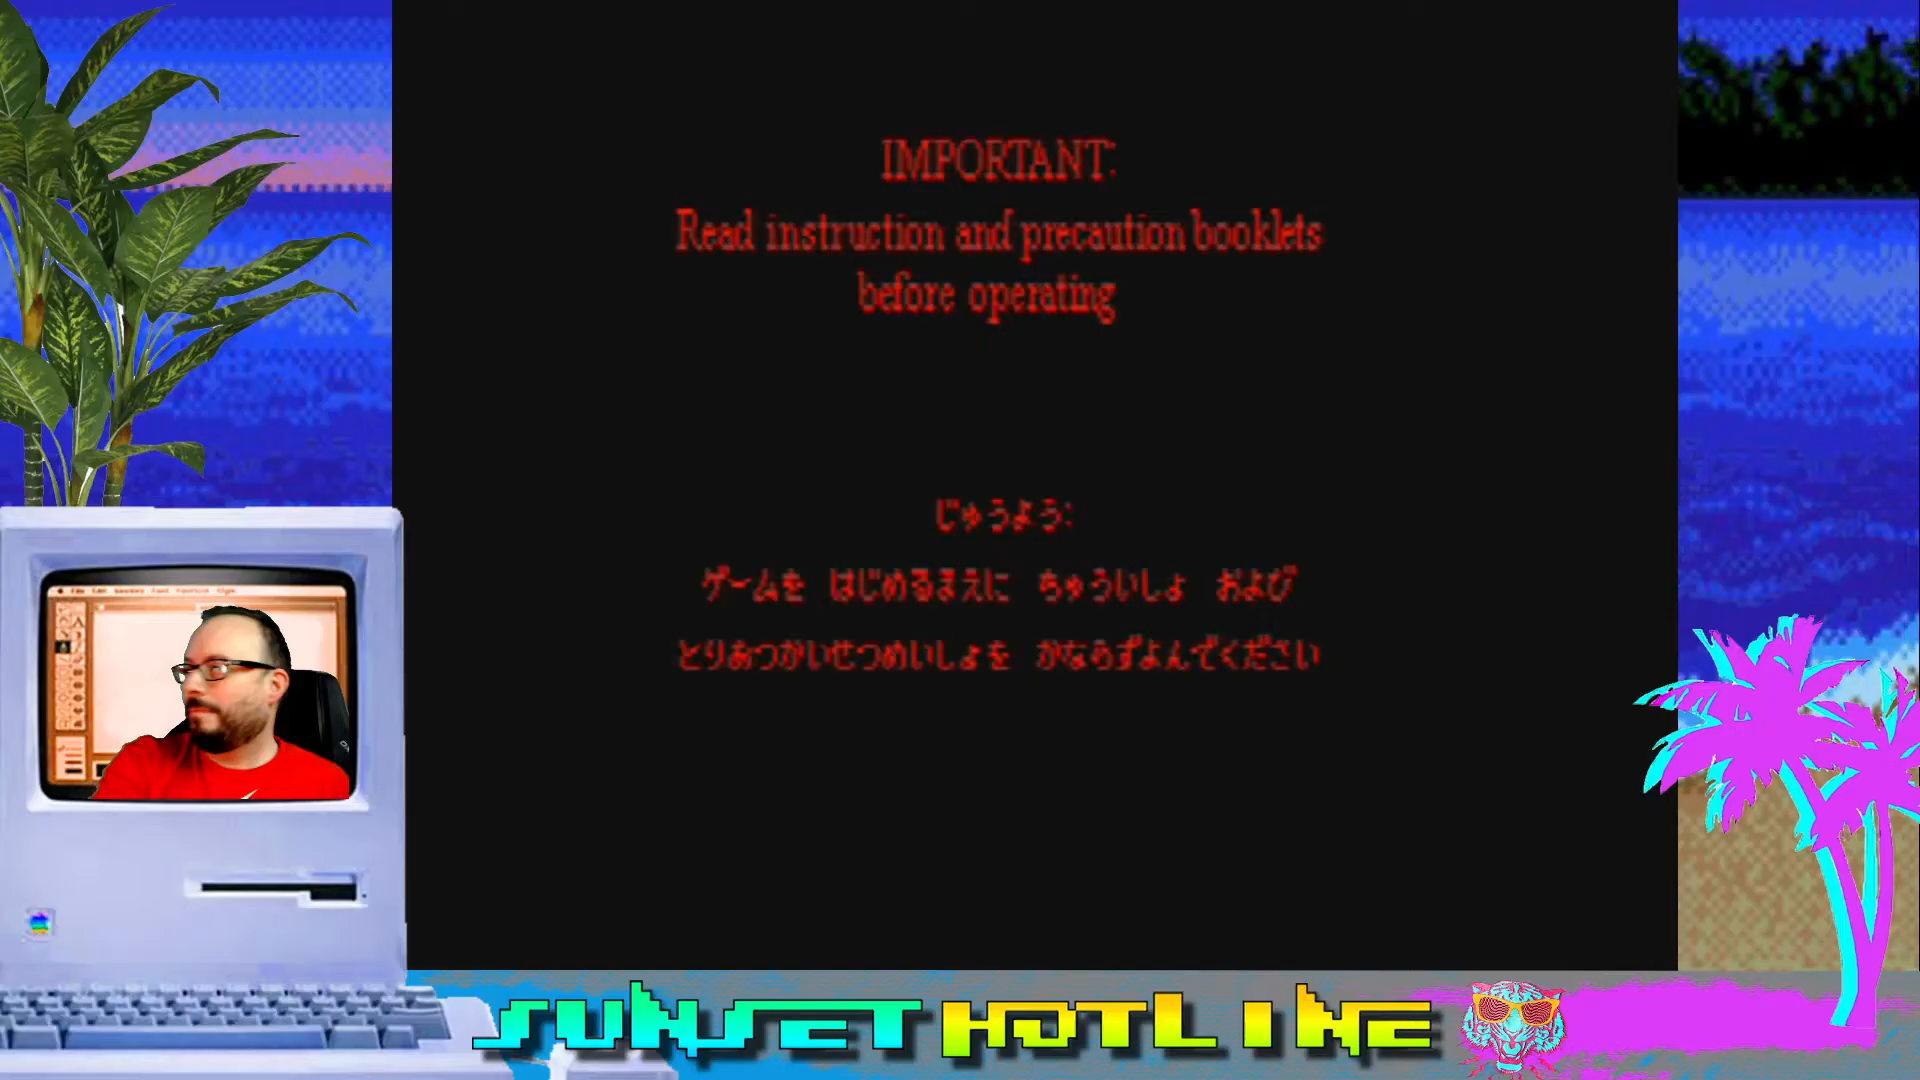 IMPORTANT:
Read instruction and precaution booklets
before operating
じゅうよう:
ゲームを はじめるまえに ちゅういしょ および
とりあつかいせつめいしょを かならずよんでください
SUNSET HOTLINE